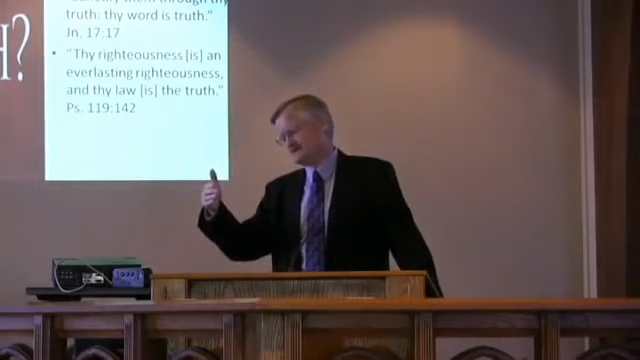 truth: thy word is truth."
Jn. 17:17
• "Thy righteousness [is] an
everlasting righteousness,
and thy law [is] the truth."
Ps. 119:142
H?